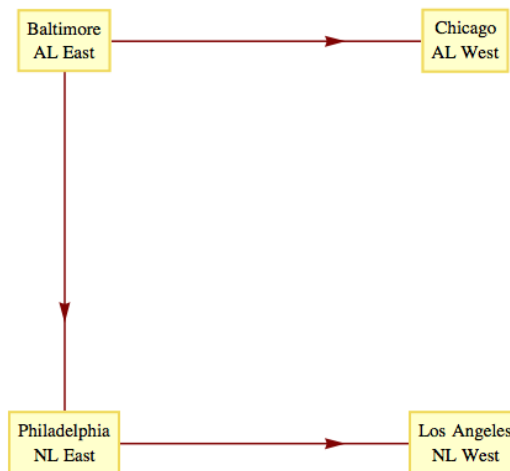 Baltimore
AL East
Chicago
AL West
Philadelphia
NL East
Los Angeles
NL West